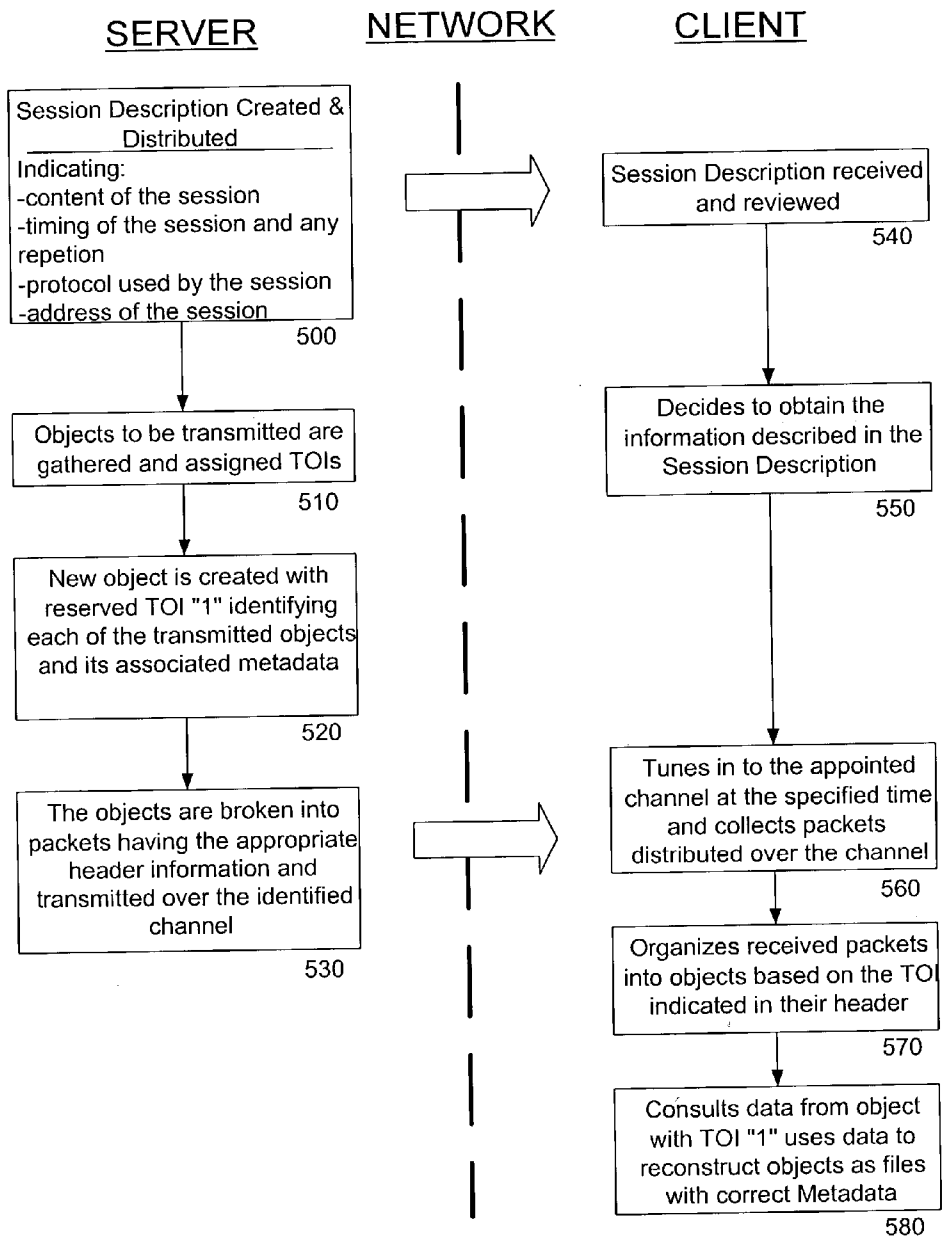 SERVER
NETWORK
CLIENT
Session Description Created &
Distributed
Indicating:
-content of the session
-timing of the session and any
repetion
-protocol used by the session
-address of the session
500
Objects to be transmitted are
gathered and assigned TOIs
510
New object is created with
reserved TOI "1" identifying
each of the transmitted objects
and its associated metadata
520
The objects are broken into
packets having the appropriate
header information and
transmitted over the identified
channel
530
Session Description received
and reviewed
540
Decides to obtain the
information described in the
Session Description
550
Tunes in to the appointed
channel at the specified time
and collects packets
distributed over the channel
560
Organizes received packets
into objects based on the TOI
indicated in their header
570
Consults data from object
with TOI "1" uses data to
reconstruct objects as files
with correct Metadata
580